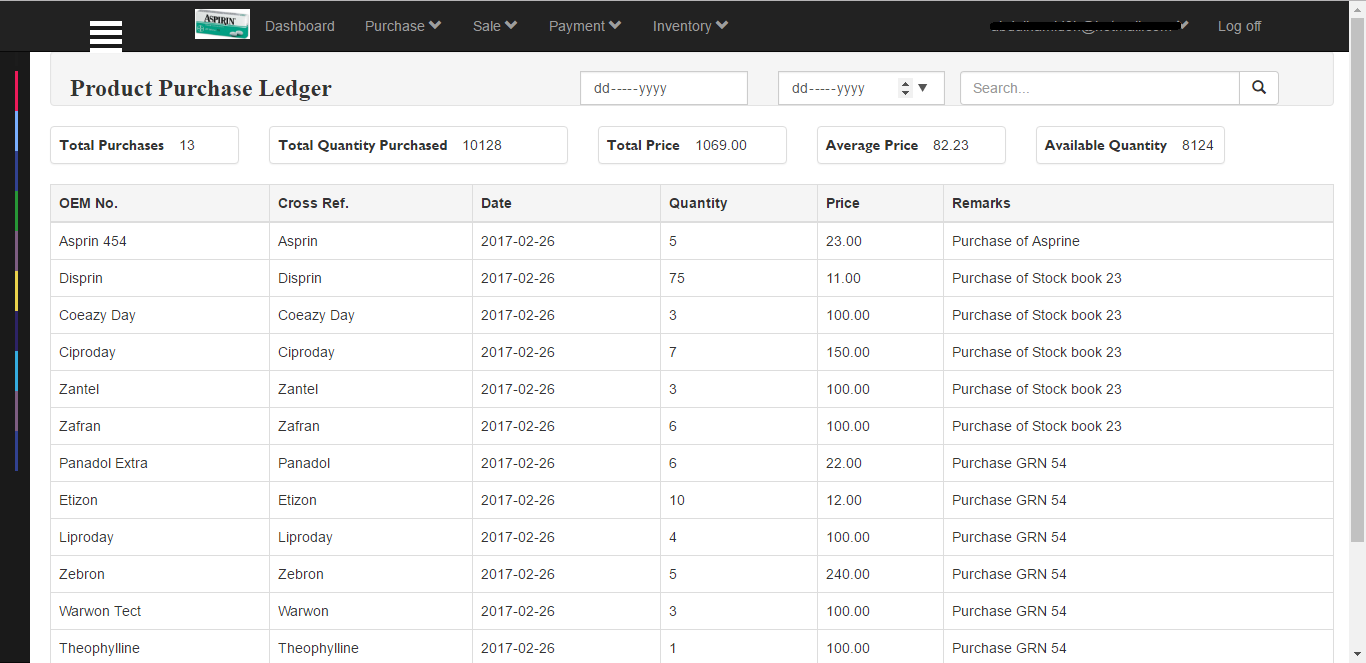 ASPIRIN Dashboard Purchase Sale Payment Inventory Log off
Product Purchase Ledger dd-----yyyy dd-----yyyy Search...
Total Purchases 13 Total Quantity Purchased 10128 Total Price 1069.00 Average Price 82.23 Available Quantity 8124
OEM No. Cross Ref. Date Quantity Price Remarks
Asprin 454 Asprin 2017-02-26 5 23.00 Purchase of Asprine
Disprin Disprin 2017-02-26 75 11.00 Purchase of Stock book 23
Coeazy Day Coeazy Day 2017-02-26 3 100.00 Purchase of Stock book 23
Ciproday Ciproday 2017-02-26 7 150.00 Purchase of Stock book 23
Zantel Zantel 2017-02-26 3 100.00 Purchase of Stock book 23
Zafran Zafran 2017-02-26 6 100.00 Purchase of Stock book 23
Panadol Extra Panadol 2017-02-26 6 22.00 Purchase GRN 54
Etizon Etizon 2017-02-26 10 12.00 Purchase GRN 54
Liproday Liproday 2017-02-26 4 100.00 Purchase GRN 54
Zebron Zebron 2017-02-26 5 240.00 Purchase GRN 54
Warwon Tect Warwon 2017-02-26 3 100.00 Purchase GRN 54
Theophylline Theophylline 2017-02-26 1 100.00 Purchase GRN 54